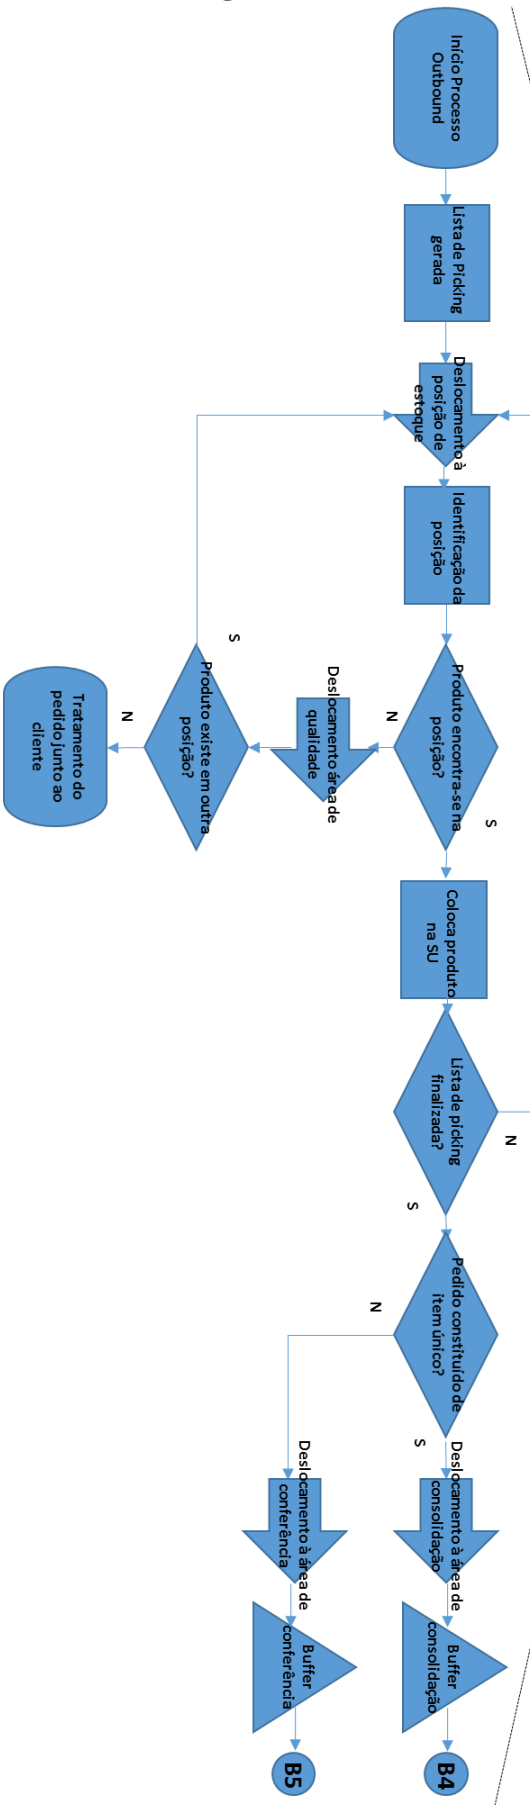 Início Processo
Outbound
Lista de Picking
gerada
Deslocamento à
posição de
estoque
Identificação da
posição
Produto encontra-se na
posição?
N
S
Deslocamento área de
qualidade
Produto existe em outra
posição?
S
N
Tratamento do
pedido junto ao
cliente
Coloca produto
na SU
Lista de picking
finalizada?
N
S
Pedido constituído de
item único?
N
S
Deslocamento à área de
consolidação
Buffer
consolidação
B4
Deslocamento à área de
conferência
Buffer
conferência
B5